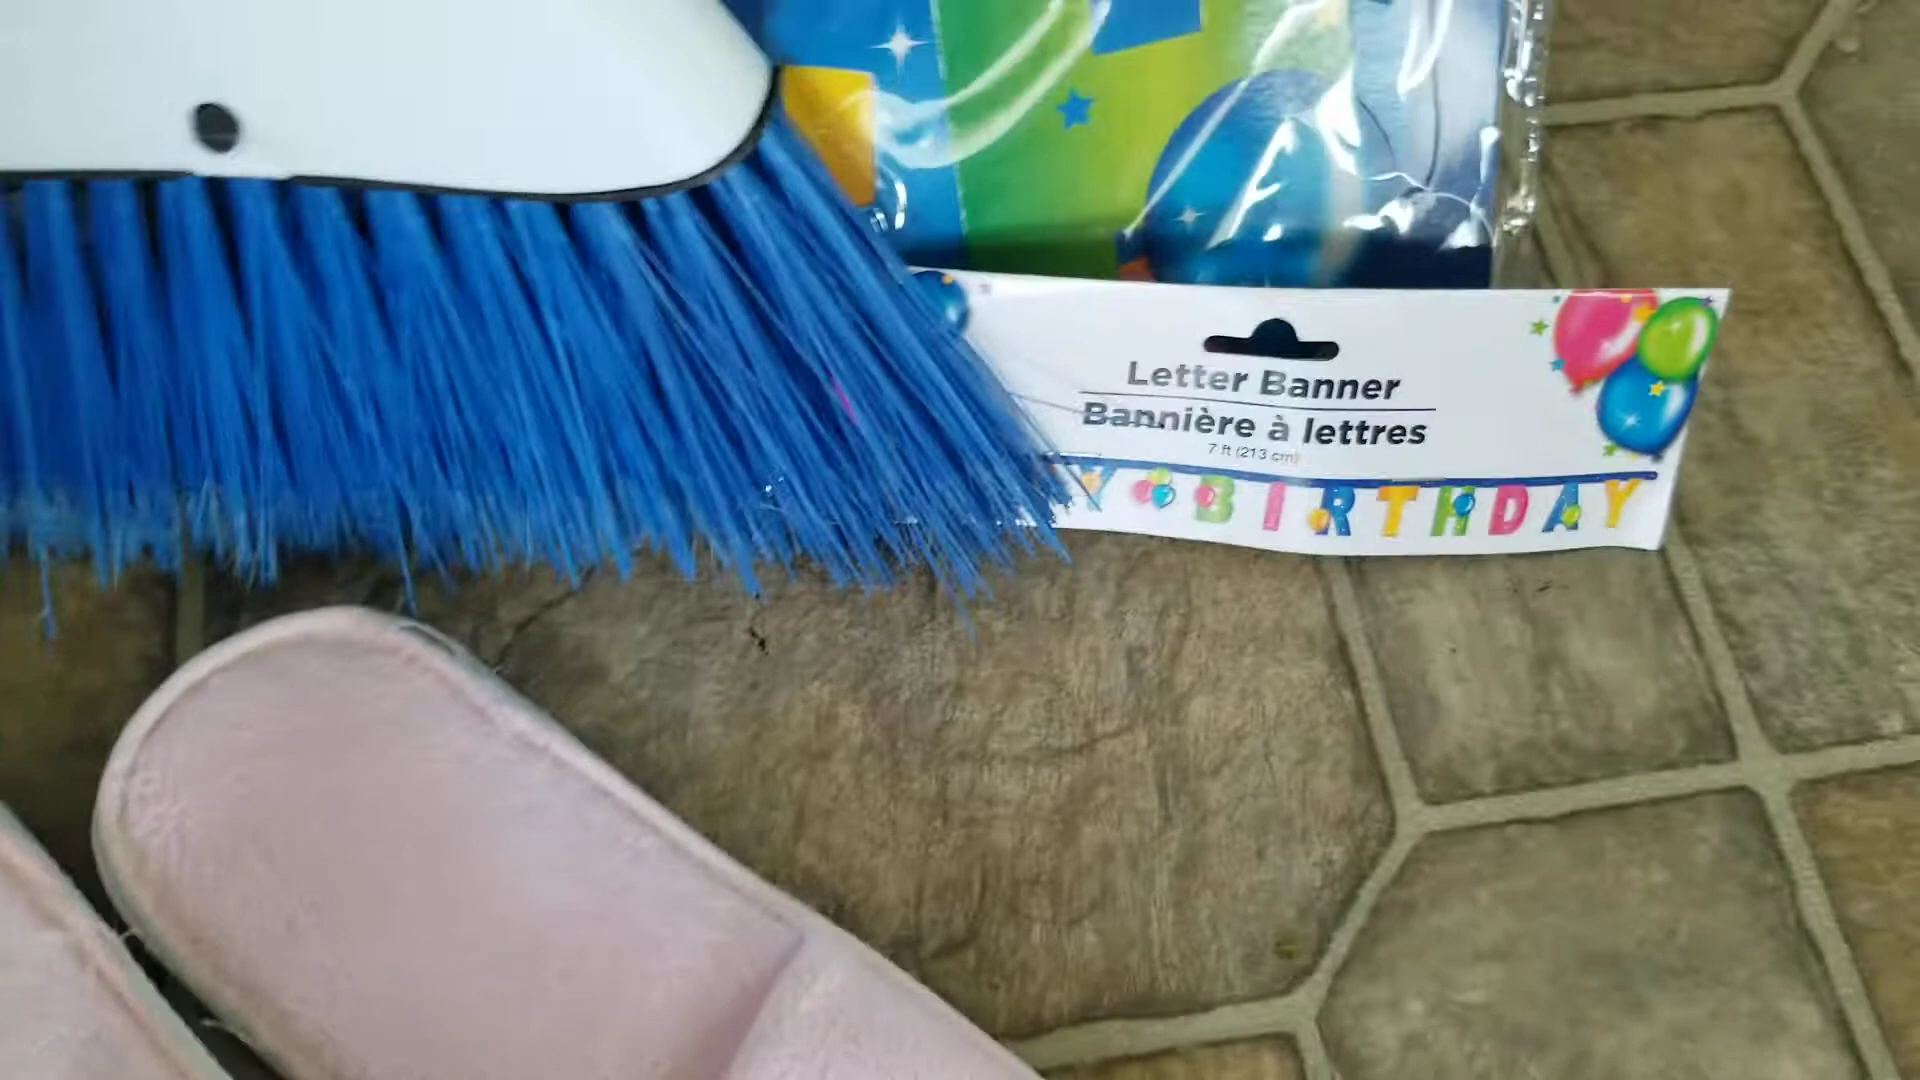 Letter Banner
Bannière à lettres
7 ft (213 cm)
Y BIRTHDAY